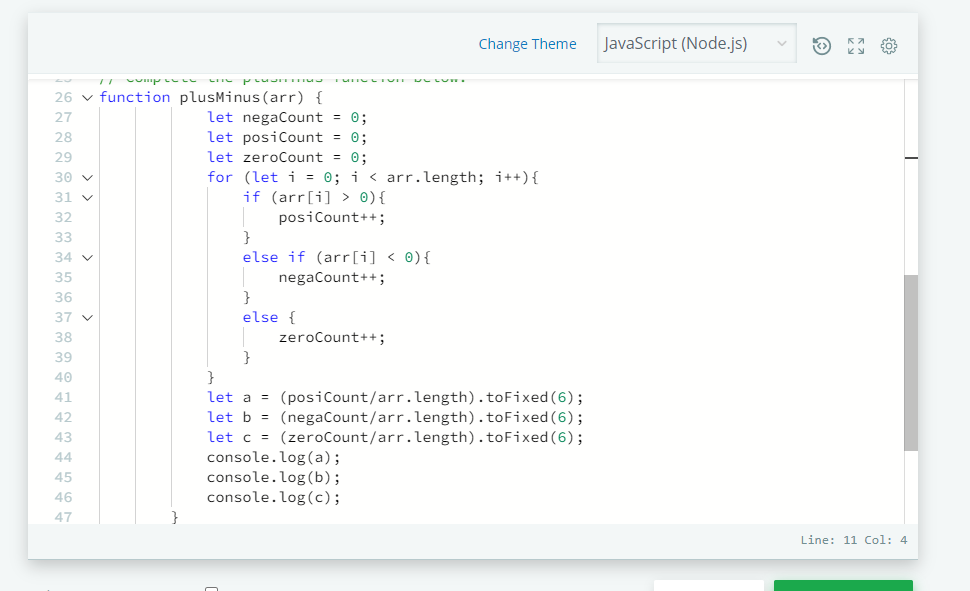 Change Theme
JavaScript (Node.js)
25 // Complete the plusMinus function below.
26 function plusMinus(arr) {
27 let negaCount = 0;
28 let posiCount = 0;
29 let zeroCount = 0;
30 for (let i = 0; i < arr.length; i++){
31 if (arr[i] > 0){
32 posiCount++;
33 }
34 else if (arr[i] < 0){
35 negaCount++;
36 }
37 else {
38 zeroCount++;
39 }
40 }
41 let a = (posiCount/arr.length).toFixed(6);
42 let b = (negaCount/arr.length).toFixed(6);
43 let c = (zeroCount/arr.length).toFixed(6);
44 console.log(a);
45 console.log(b);
46 console.log(c);
47 }
Line: 11 Col: 4